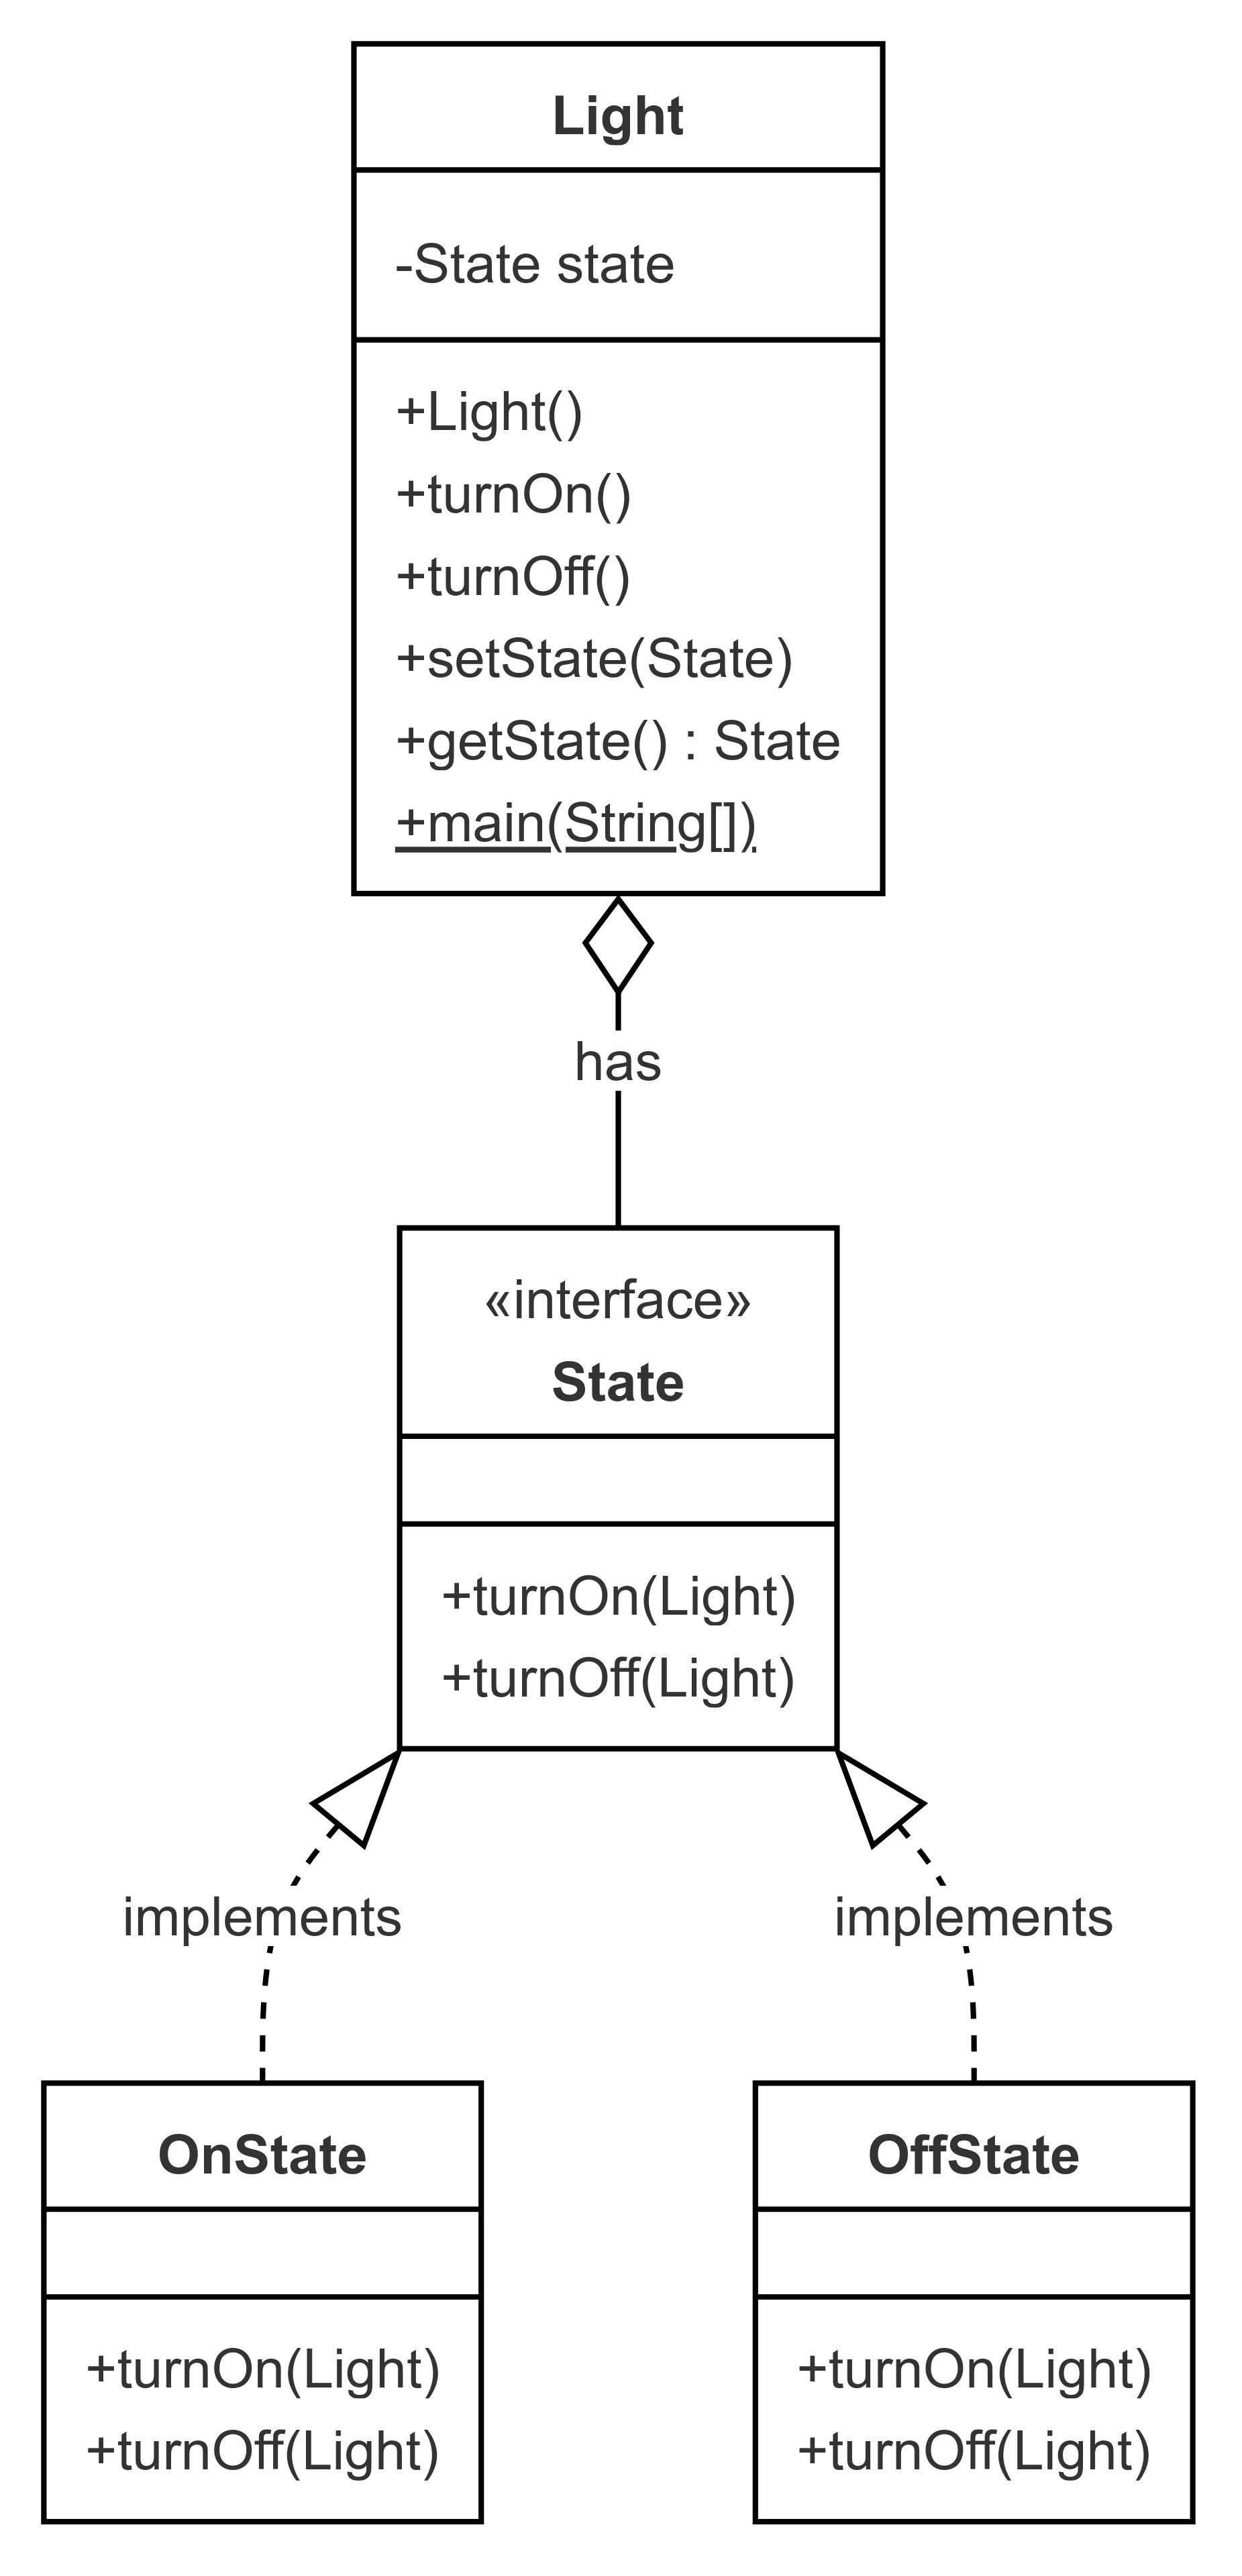 Light
-State state
+Light()
+turnOn()
+turnOff()
+setState(State)
+getState() : State
+main(String[])
has
«interface»
State
+turnOn(Light)
+turnOff(Light)
implements
implements
OnState
+turnOn(Light)
+turnOff(Light)
OffState
+turnOn(Light)
+turnOff(Light)